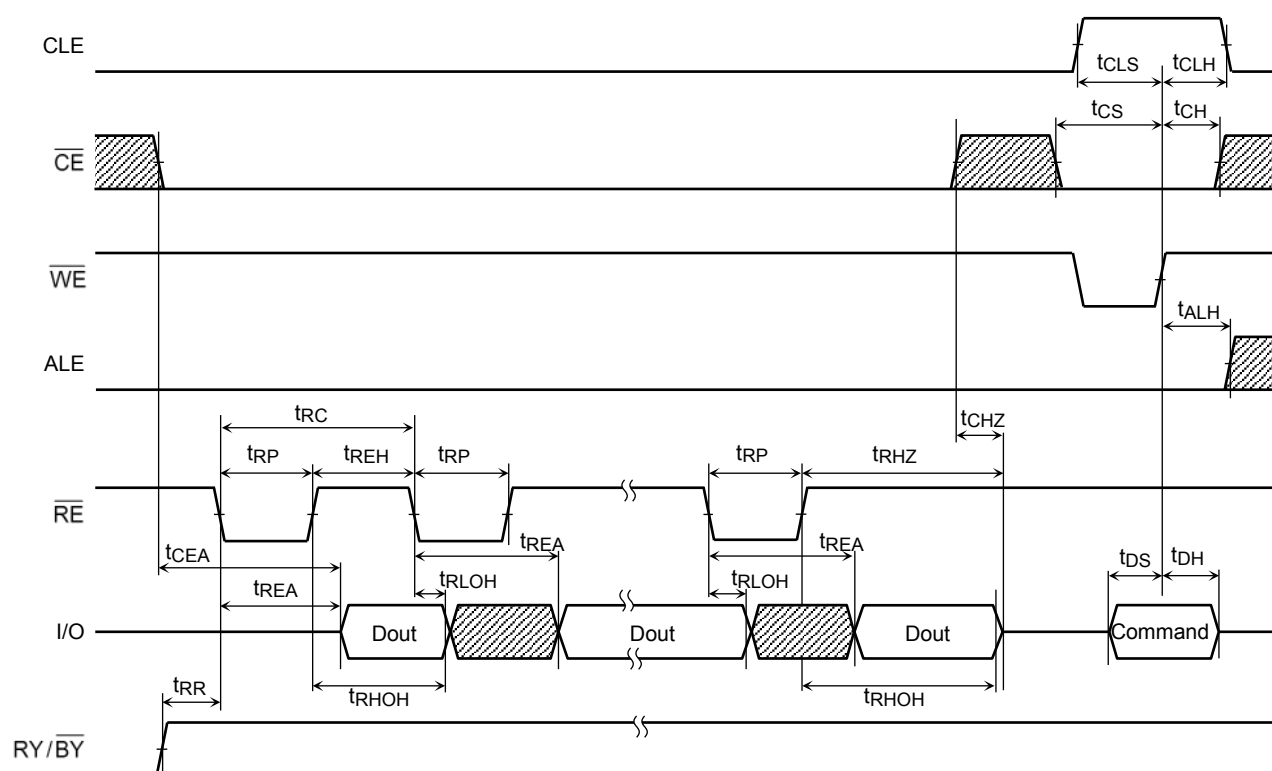 CLE
tCLS tCLH
tCS tCH
CE
WE
tALH
ALE
tRC tCHZ
tRP tREH tRP tRP tRHZ
RE
tCEA tREA tREA
tREA tRLOH tRLOH tDS tDH
I/O Dout Dout Dout Command
tRR tRHOH tRHOH
RY/BY